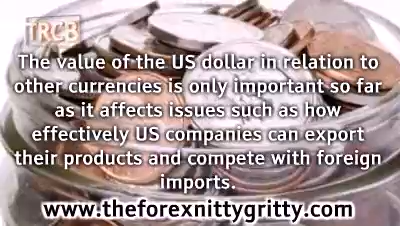 TRCB
The value of the US dollar in relation to
other currencies is only important so far
as it affects issues such as how
effectively US companies can export
their products and compete with foreign
imports.
www.theforexnittygritty.com